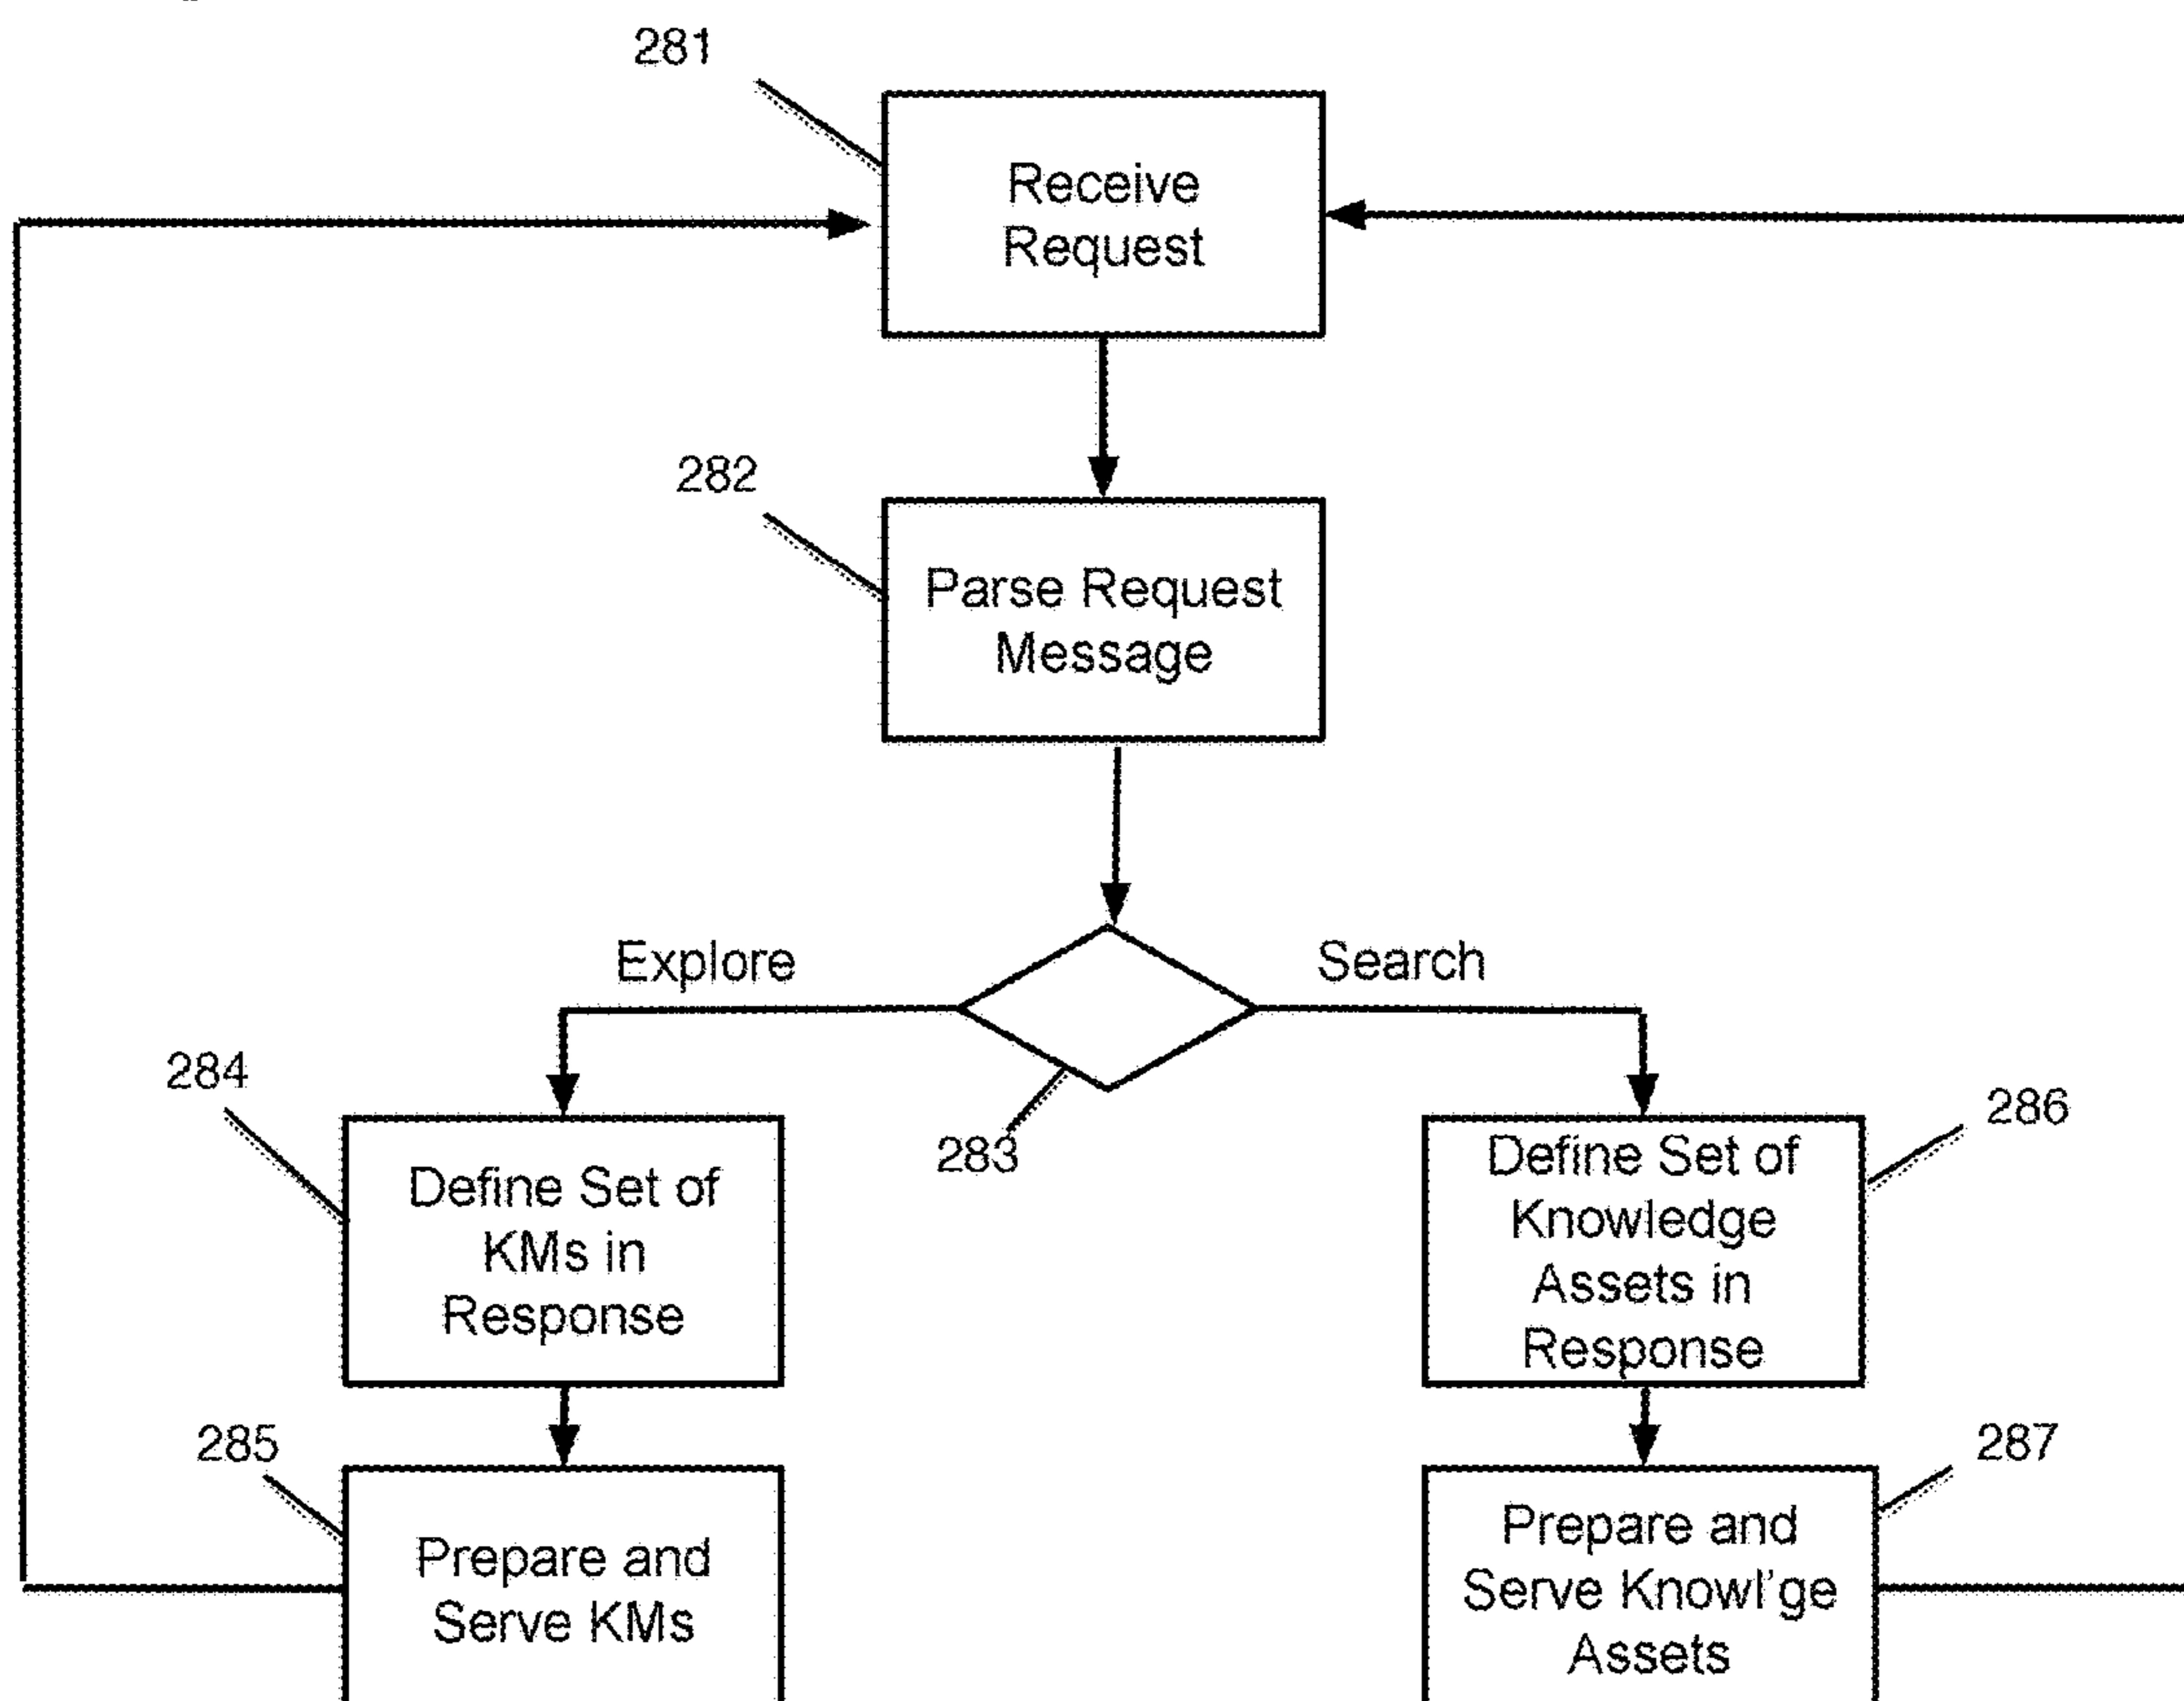 281
Receive
Request
282
Parse Request
Message
Explore
Search
283
284
Define Set of
KMs in
Response
286
Define Set of
Knowledge
Assets in
Response
285
Prepare and
Serve KMs
287
Prepare and
Serve Knowl'ge
Assets